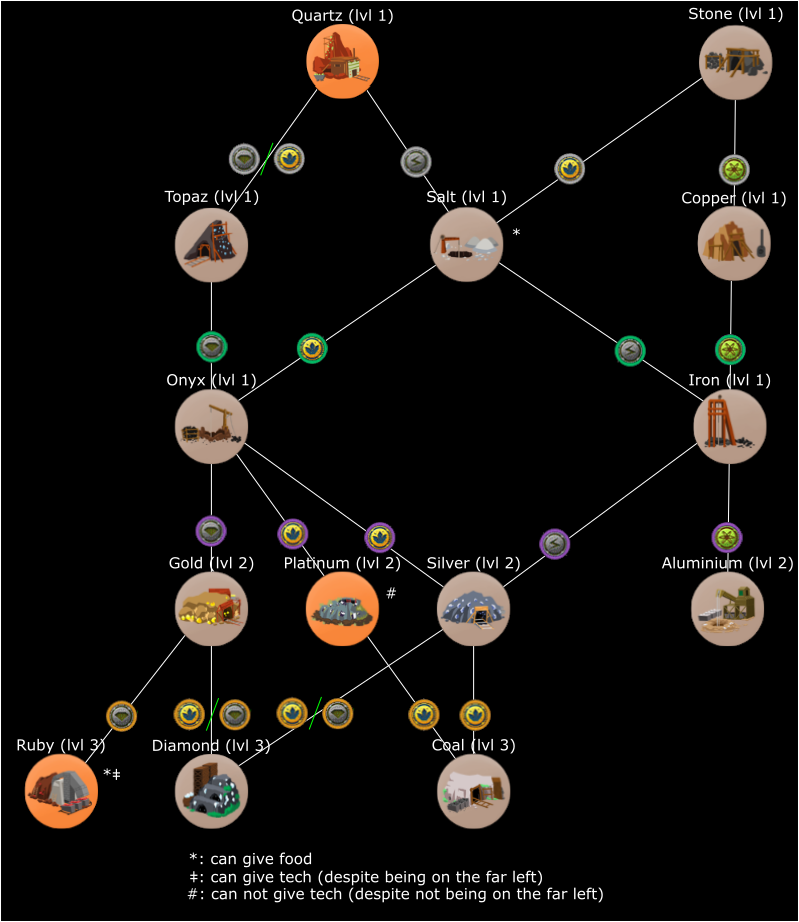 Stone (lvl 1)
Quartz (lvl 1)
Topaz (lvl 1)
Salt (lvl 1)
Copper (lvl 1)
*
Onyx (lvl 1)
Iron (lvl 1)
Gold (lvl 2)
Platinum (lvl 2)
Silver (lvl 2)
Aluminium (lvl 2)
#
Ruby (lvl 3)
Diamond (lvl 3)
Coal (lvl 3)
*‡
*: can give food
‡: can give tech (despite being on the far left)
#: can not give tech (despite not being on the far left)